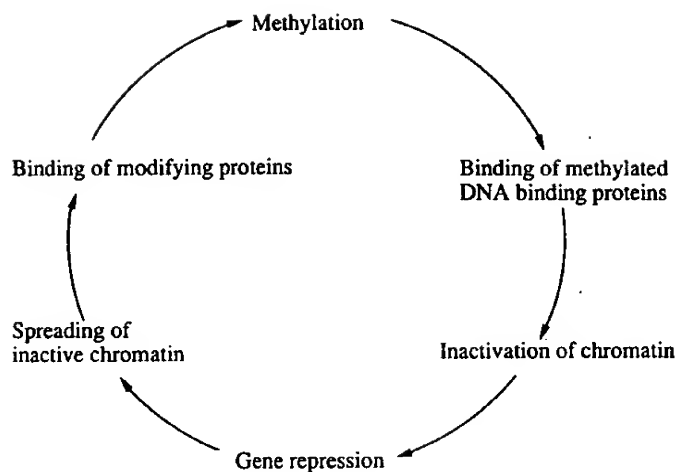 Methylation
Binding of methylated
DNA binding proteins
Inactivation of chromatin
Gene repression
Spreading of
inactive chromatin
Binding of modifying proteins